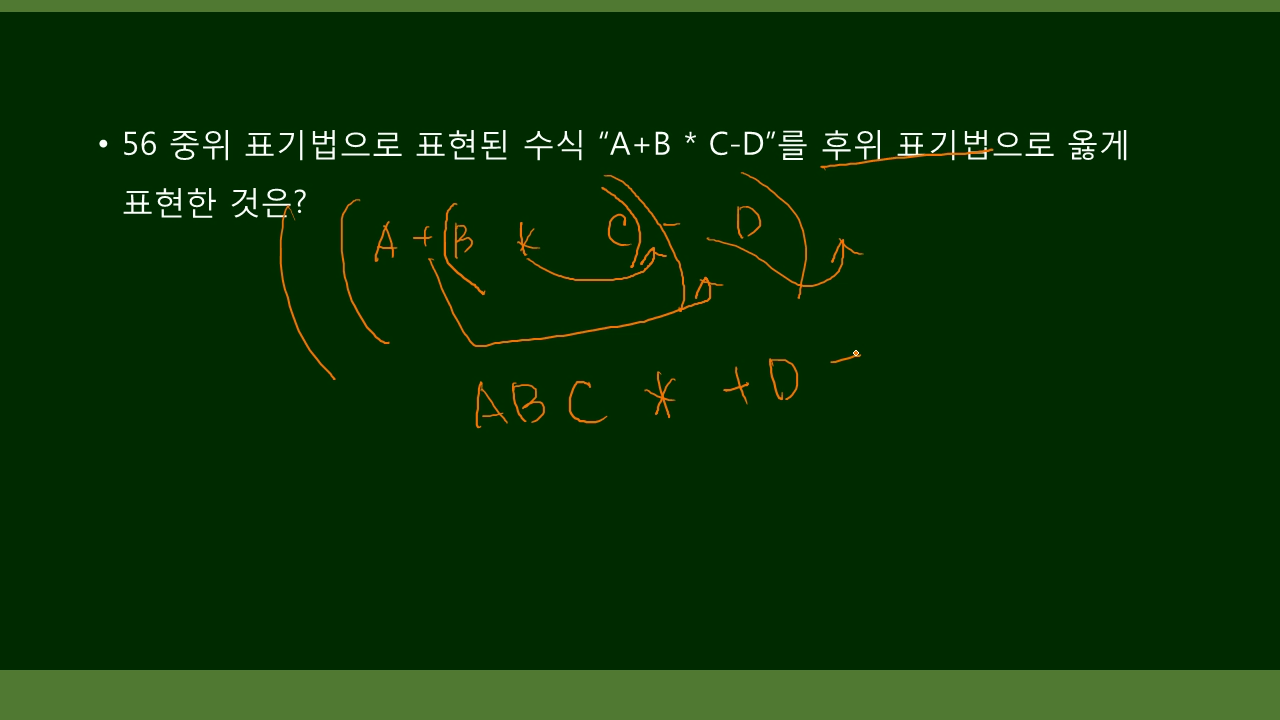 • 56 중위 표기법으로 표현된 수식 “A+B * C-D”를 후위 표기법으로 옳게
표현한 것은?
((A+(B * C)-D)
ABC*+D-